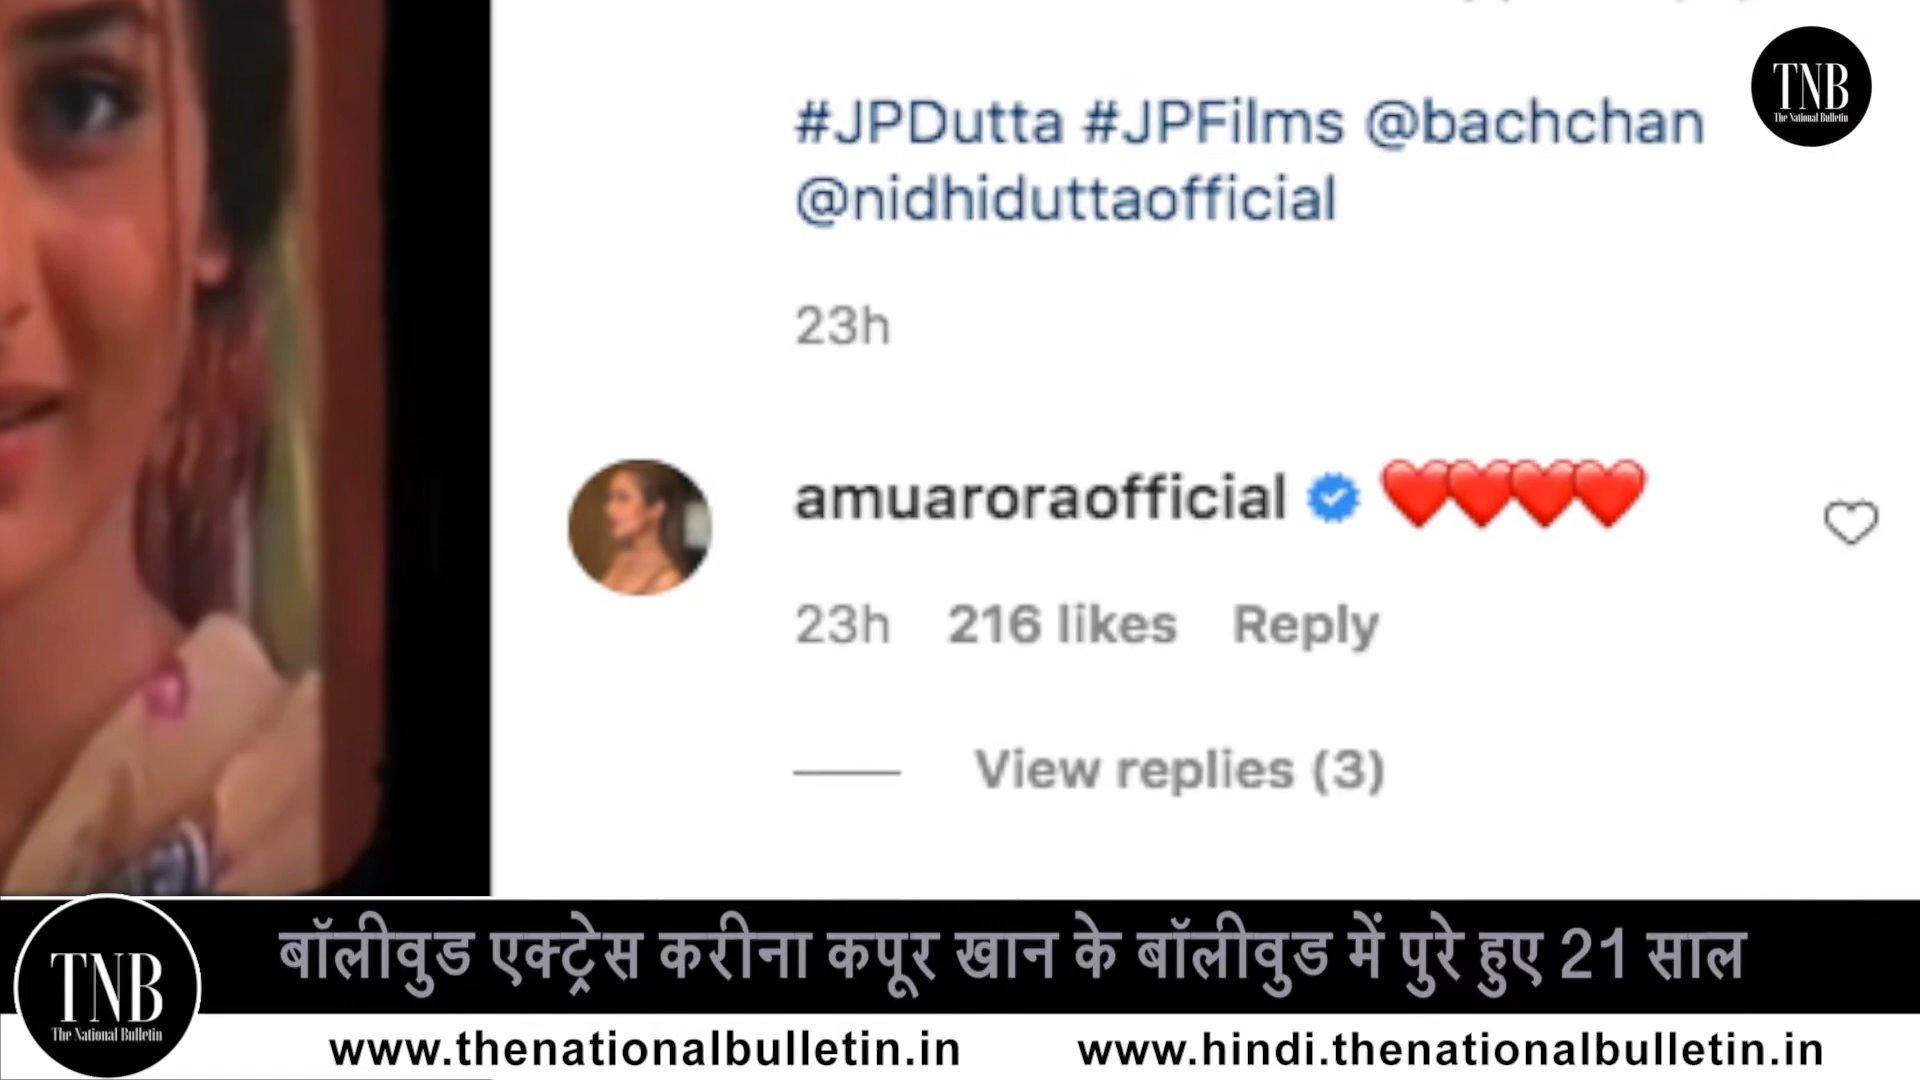 TNB
The National Bulletin
#JPDutta #JPFilms @bachchan
@nidhiduttaofficial
23h
amuaroraofficial ❤️❤️❤️❤️
23h 216 likes Reply
View replies (3)
बॉलीवुड एक्ट्रेस करीना कपूर खान के बॉलीवुड में पुरे हुए 21 साल
TNB
The National Bulletin
www.thenationalbulletin.in www.hindi.thenationalbulletin.in